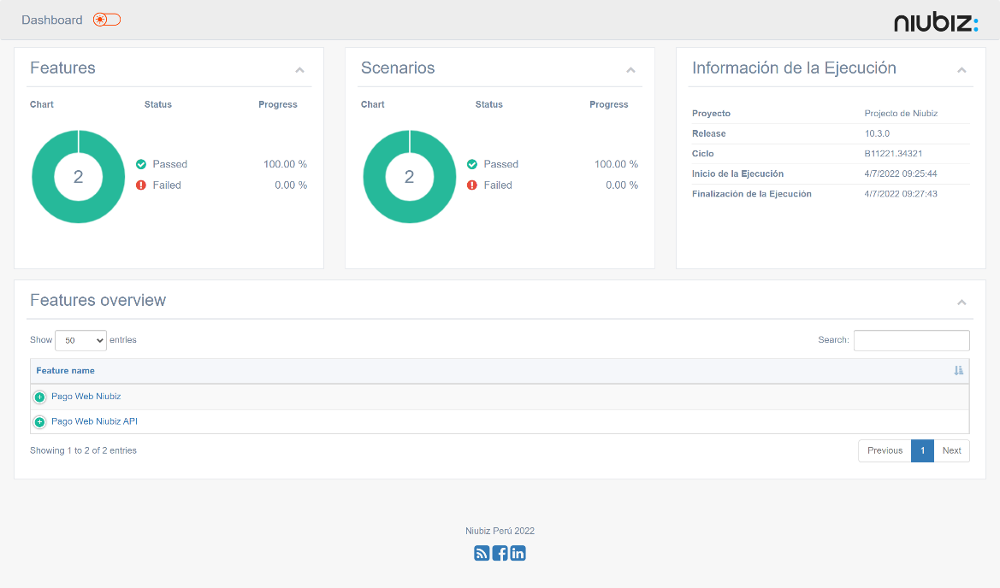 Dashboard
niubiz:
Features
Chart Status Progress
2
Passed 100.00 %
Failed 0.00 %
Scenarios
Chart Status Progress
2
Passed 100.00 %
Failed 0.00 %
Información de la Ejecución
Proyecto Projecto de Niubiz
Release 10.3.0
Ciclo B11221.34321
Inicio de la Ejecución 4/7/2022 09:25:44
Finalización de la Ejecución 4/7/2022 09:27:43
Features overview
Show 50 entries Search:
Feature name
Pago Web Niubiz
Pago Web Niubiz API
Showing 1 to 2 of 2 entries Previous 1 Next
Niubiz Perú 2022